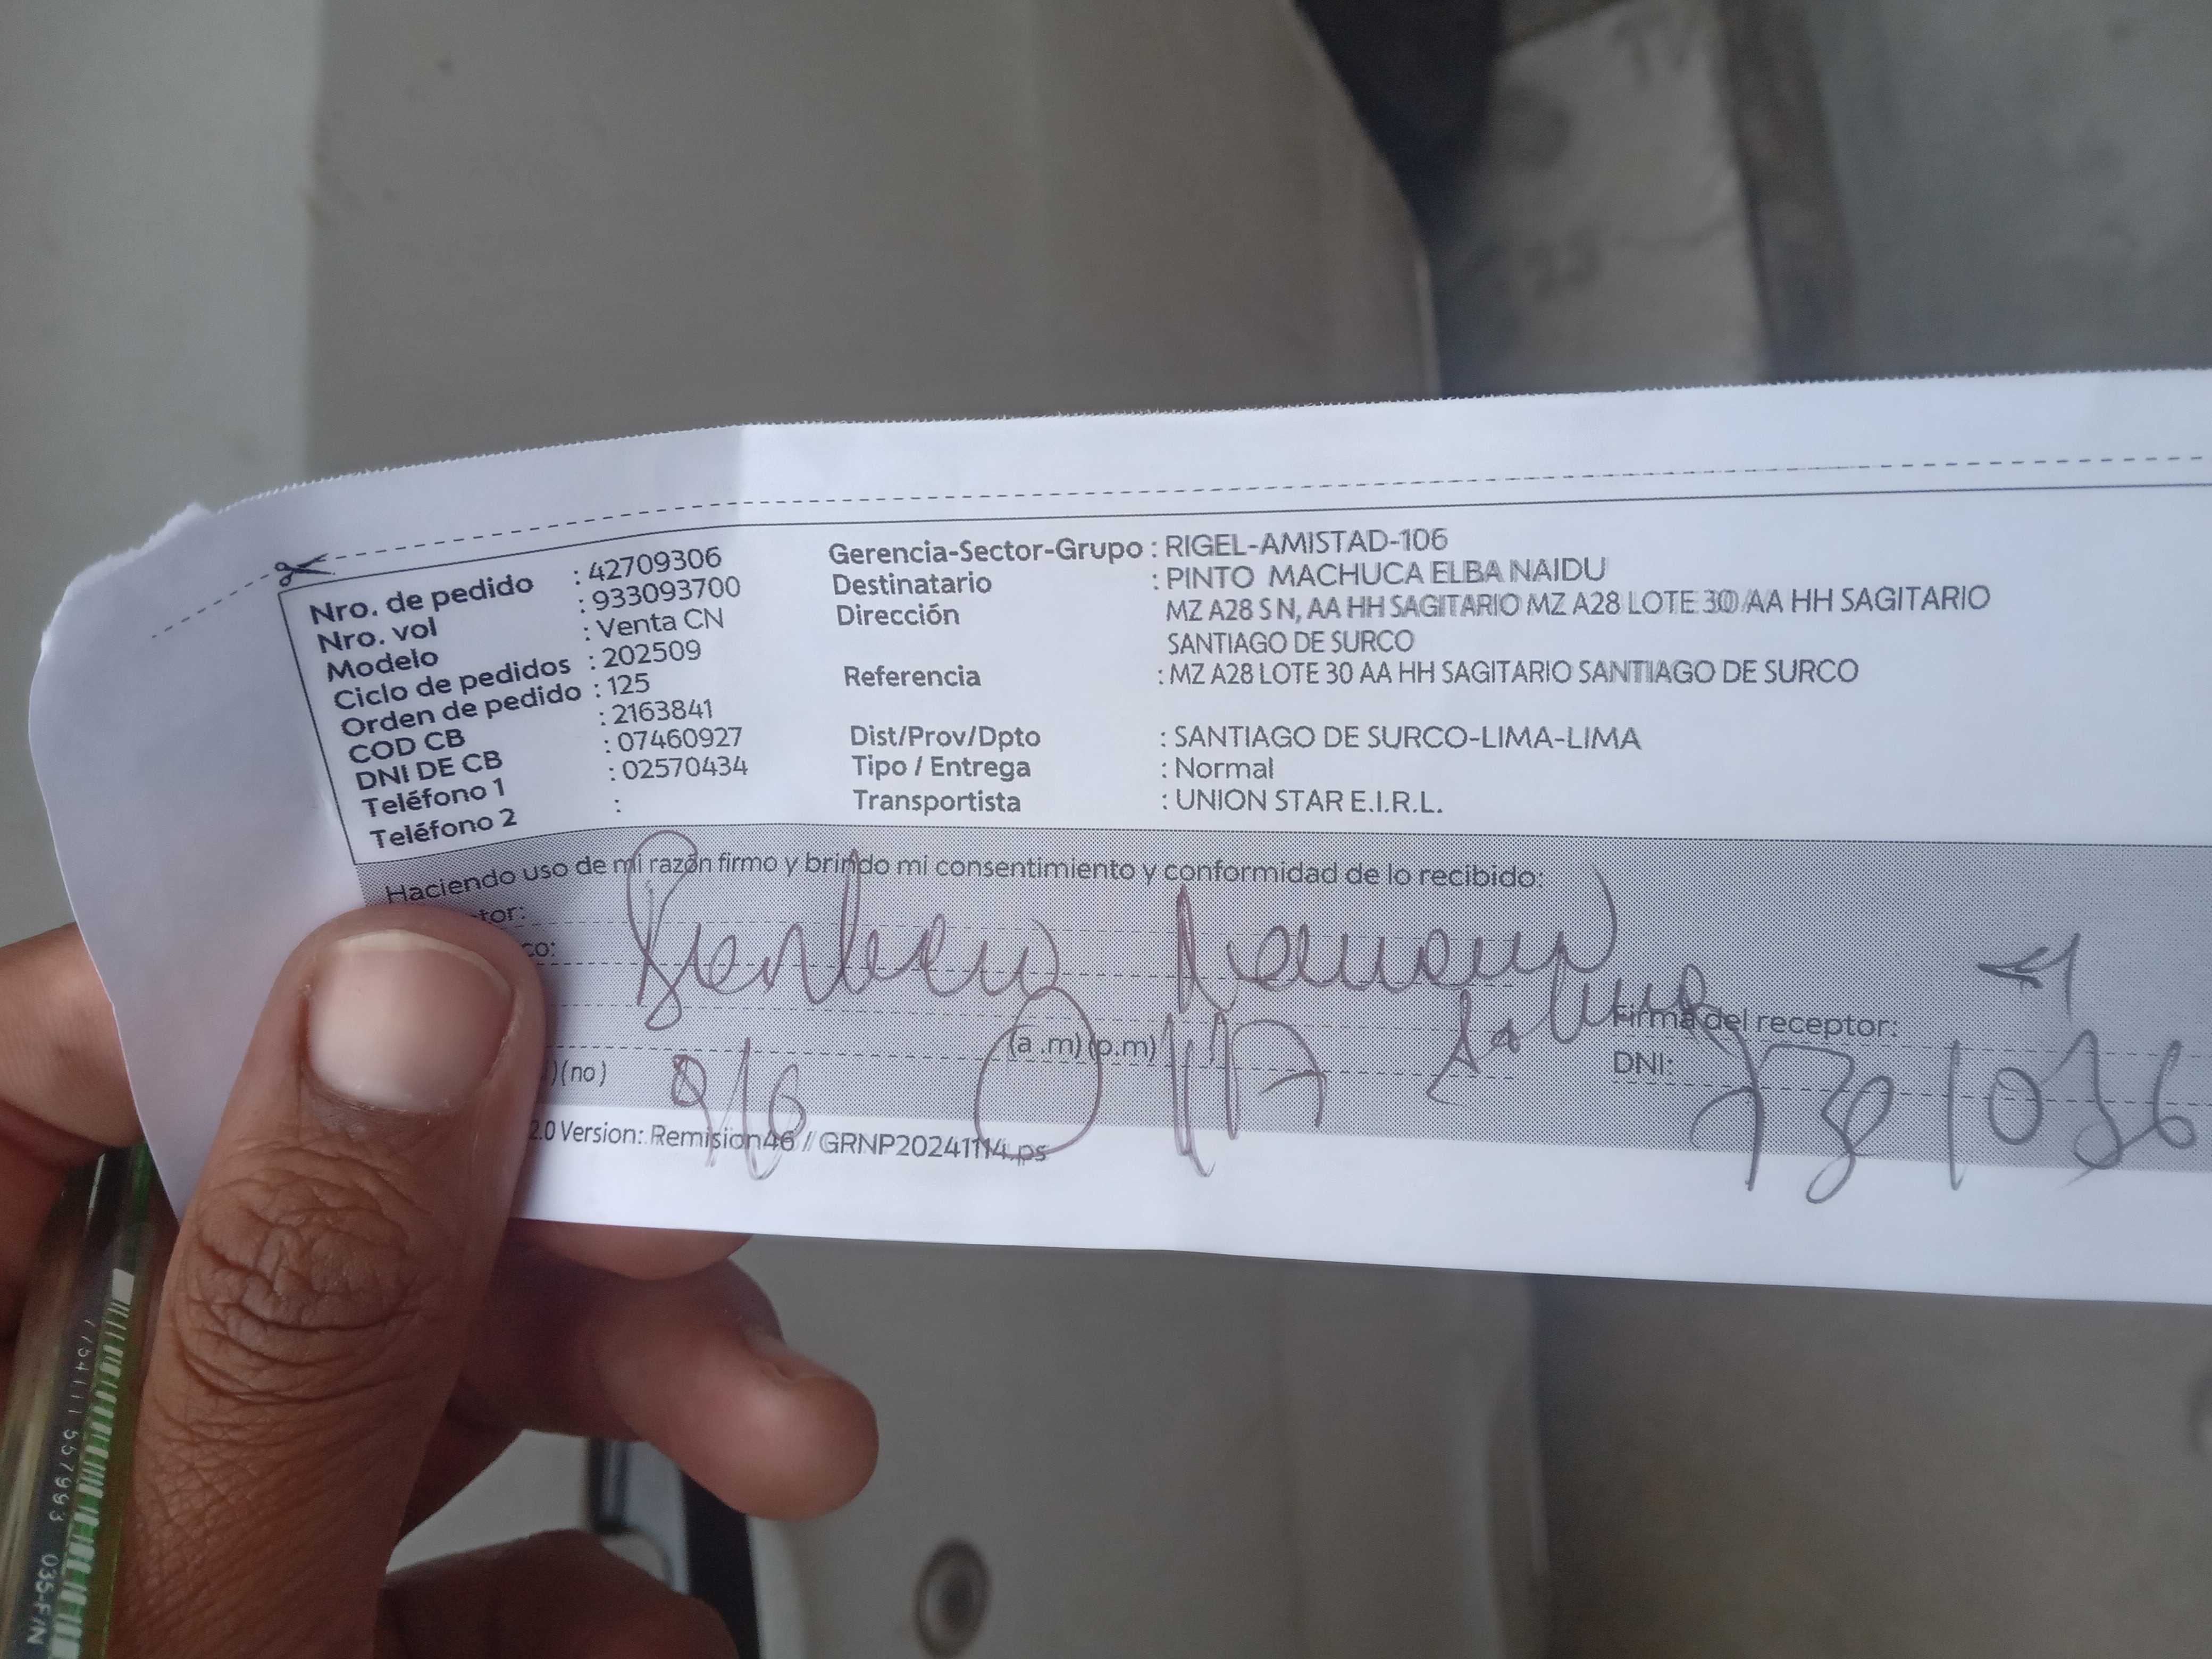 Nro. de pedido : 42709306
Nro. vol : 933093700
Modelo : Venta CN
Ciclo de pedidos : 202509
Orden de pedido : 125
COD CB : 2163841
DNI DE CB : 07460927
Teléfono 1 : 02570434
Teléfono 2 :
Gerencia-Sector-Grupo : RIGEL-AMISTAD-106
Destinatario : PINTO MACHUCA ELBA NAIDU
Dirección MZ A28 S N, AA HH SAGITARIO MZ A28 LOTE 30 AA HH SAGITARIO
SANTIAGO DE SURCO
Referencia : MZ A28 LOTE 30 AA HH SAGITARIO SANTIAGO DE SURCO
Dist/Prov/Dpto : SANTIAGO DE SURCO-LIMA-LIMA
Tipo / Entrega : Normal
Transportista : UNION STAR E.I.R.L.
Haciendo uso de mi razón firmo y brindo mi consentimiento y conformidad de lo recibido:
tor:
co:
(a .m) (p.m)
Firma del receptor:
)(no)
DNI:
2.0 Version: Remision46 // GRNP20241114.ps
035-F/N